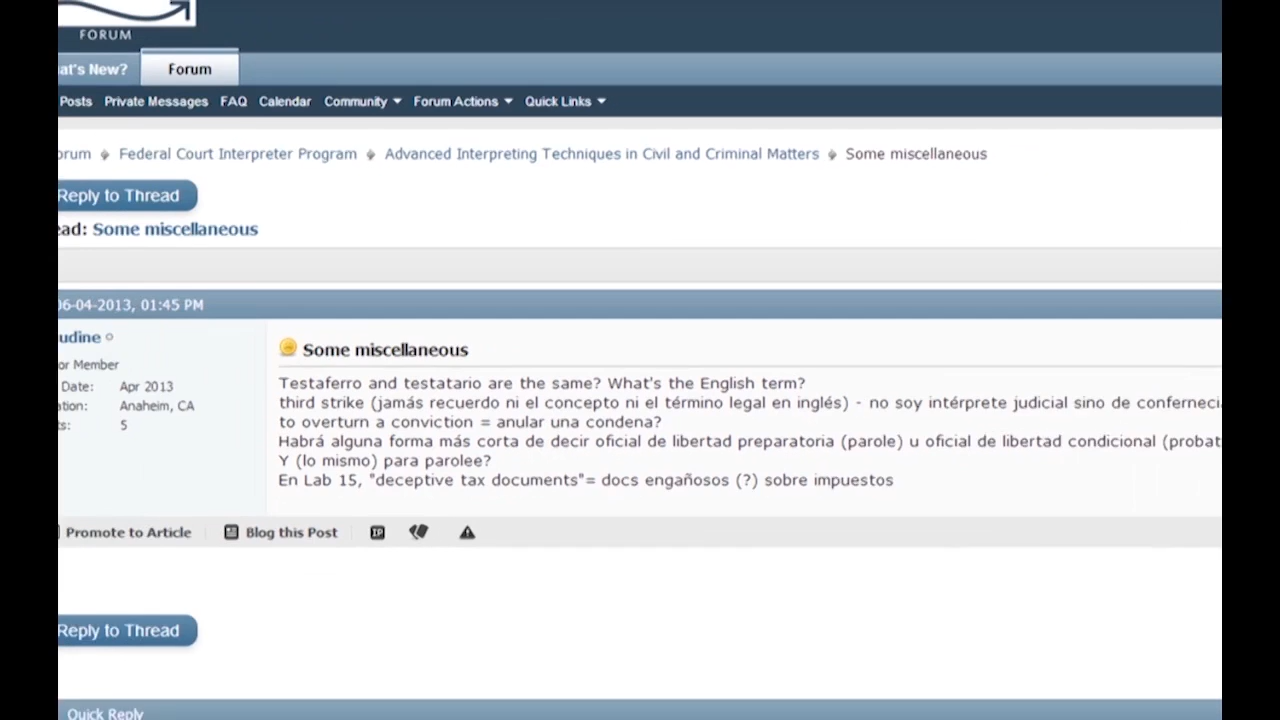 FORUM
at's New? Forum
Posts Private Messages FAQ Calendar Community Forum Actions Quick Links
orum Federal Court Interpreter Program Advanced Interpreting Techniques in Civil and Criminal Matters Some miscellaneous
Reply to Thread
ead: Some miscellaneous
06-04-2013, 01:45 PM
udine
or Member
Date: Apr 2013
ation: Anaheim, CA
ts: 5
Some miscellaneous
Testaferro and testatario are the same? What's the English term?
third strike (jamás recuerdo ni el concepto ni el término legal en inglés) - no soy intérprete judicial sino de conferneci
to overturn a conviction = anular una condena?
Habrá alguna forma más corta de decir oficial de libertad preparatoria (parole) u oficial de libertad condicional (probat
Y (lo mismo) para parolee?
En Lab 15, "deceptive tax documents"= docs engañosos (?) sobre impuestos
Promote to Article Blog this Post IP
Reply to Thread
Quick Reply